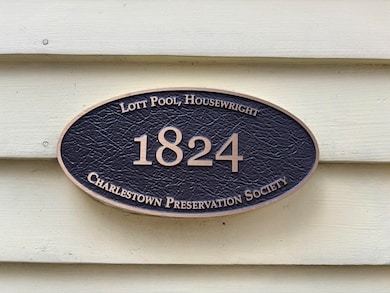 Lott Pool, Housewright
1824
Charlestown Preservation Society